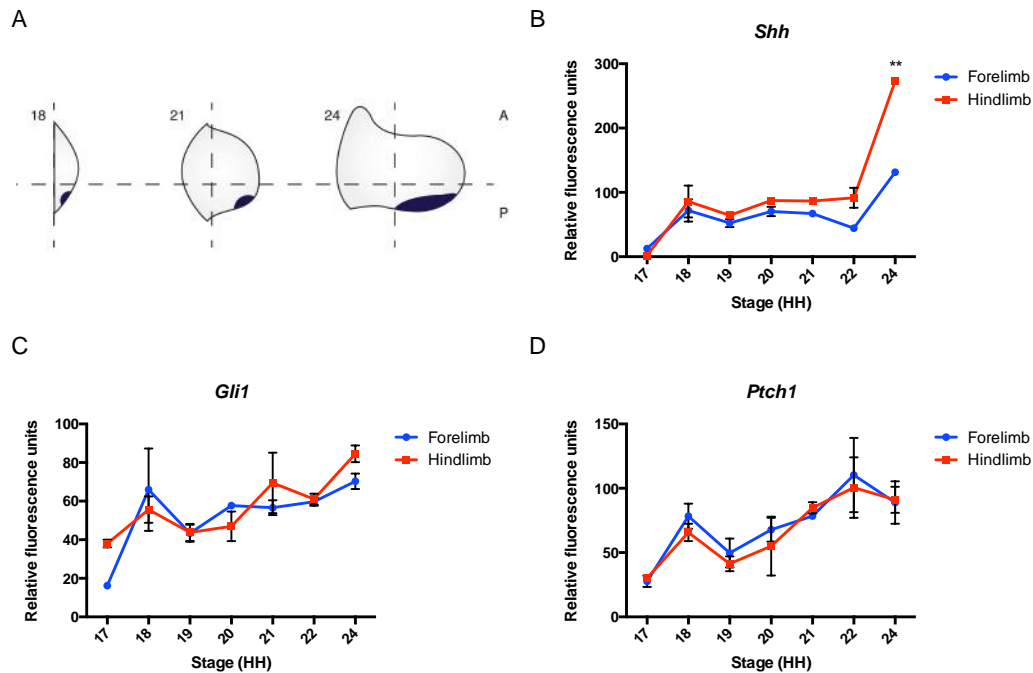 A
18
21
24
A
P
B
Shh
Relative fluorescence units
300
200
100
0
**
17
18
19
20
21
22
24
Stage (HH)
Forelimb
Hindlimb
C
Gli1
Relative fluorescence units
100
80
60
40
20
0
17
18
19
20
21
22
24
Stage (HH)
Forelimb
Hindlimb
D
Ptch1
Relative fluorescence units
150
100
50
0
17
18
19
20
21
22
24
Stage (HH)
Forelimb
Hindlimb